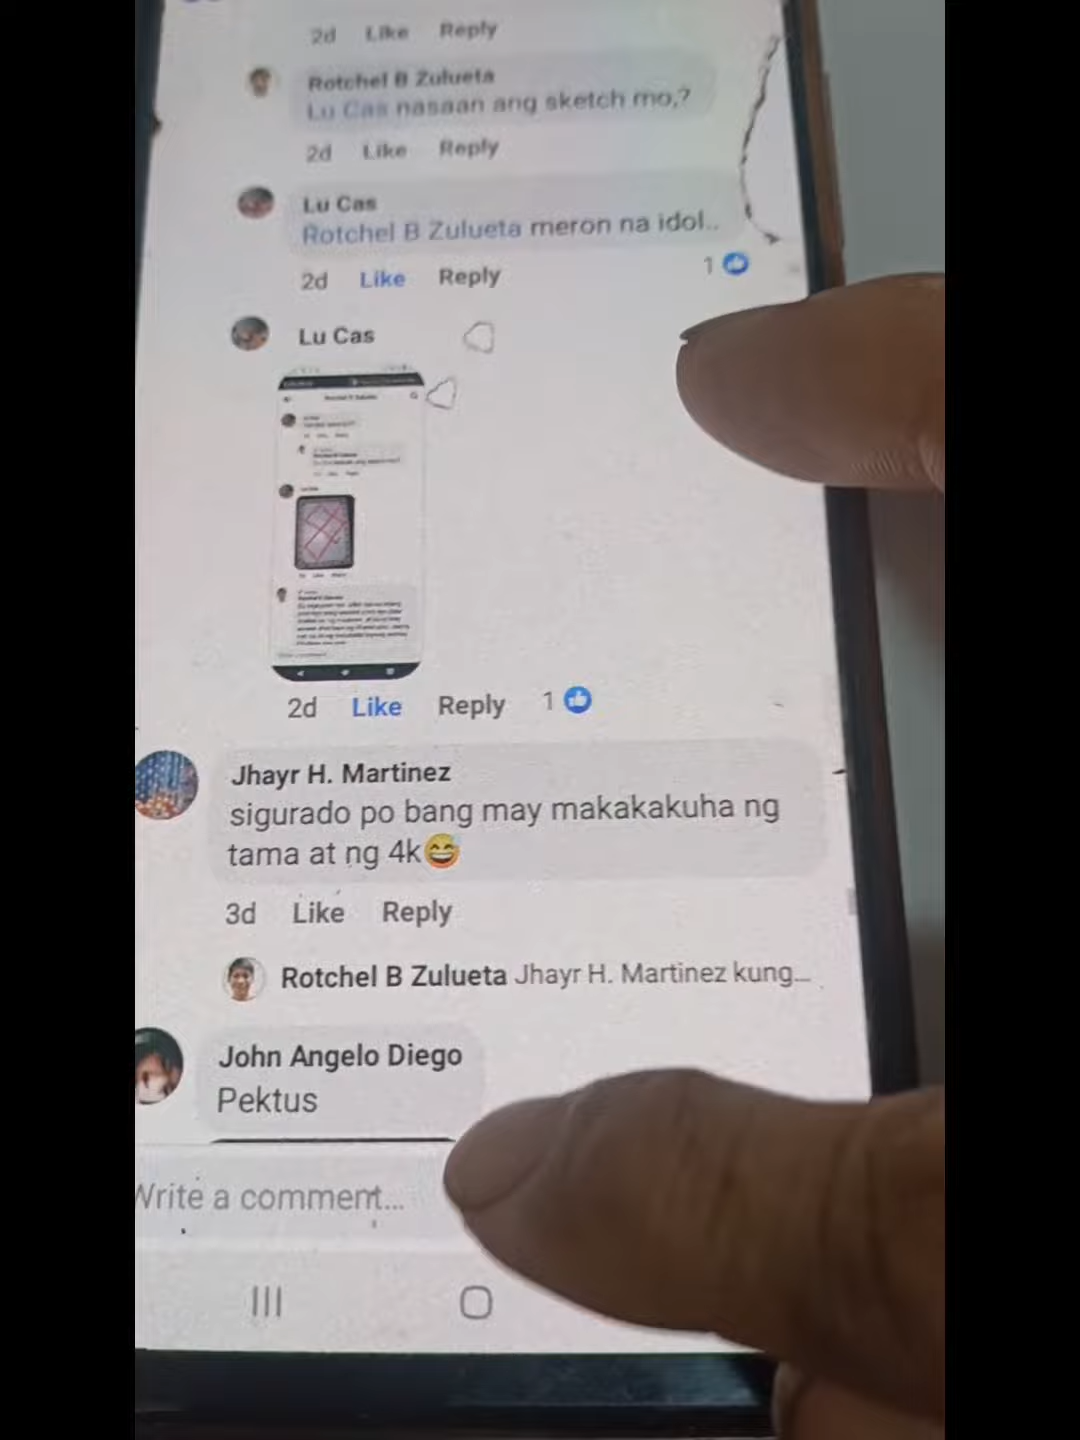 2d Like Reply
Rotchel B Zulueta
Lu Cas nasaan ang sketch mo,?
2d Like Reply
Lu Cas
Rotchel B Zulueta meron na idol..
2d Like Reply 1
Lu Cas
2d Like Reply 1
Jhayr H. Martinez
sigurado po bang may makakakuha ng
tama at ng 4k😅
3d Like Reply
Rotchel B Zulueta Jhayr H. Martinez kung...
John Angelo Diego
Pektus
Write a comment...